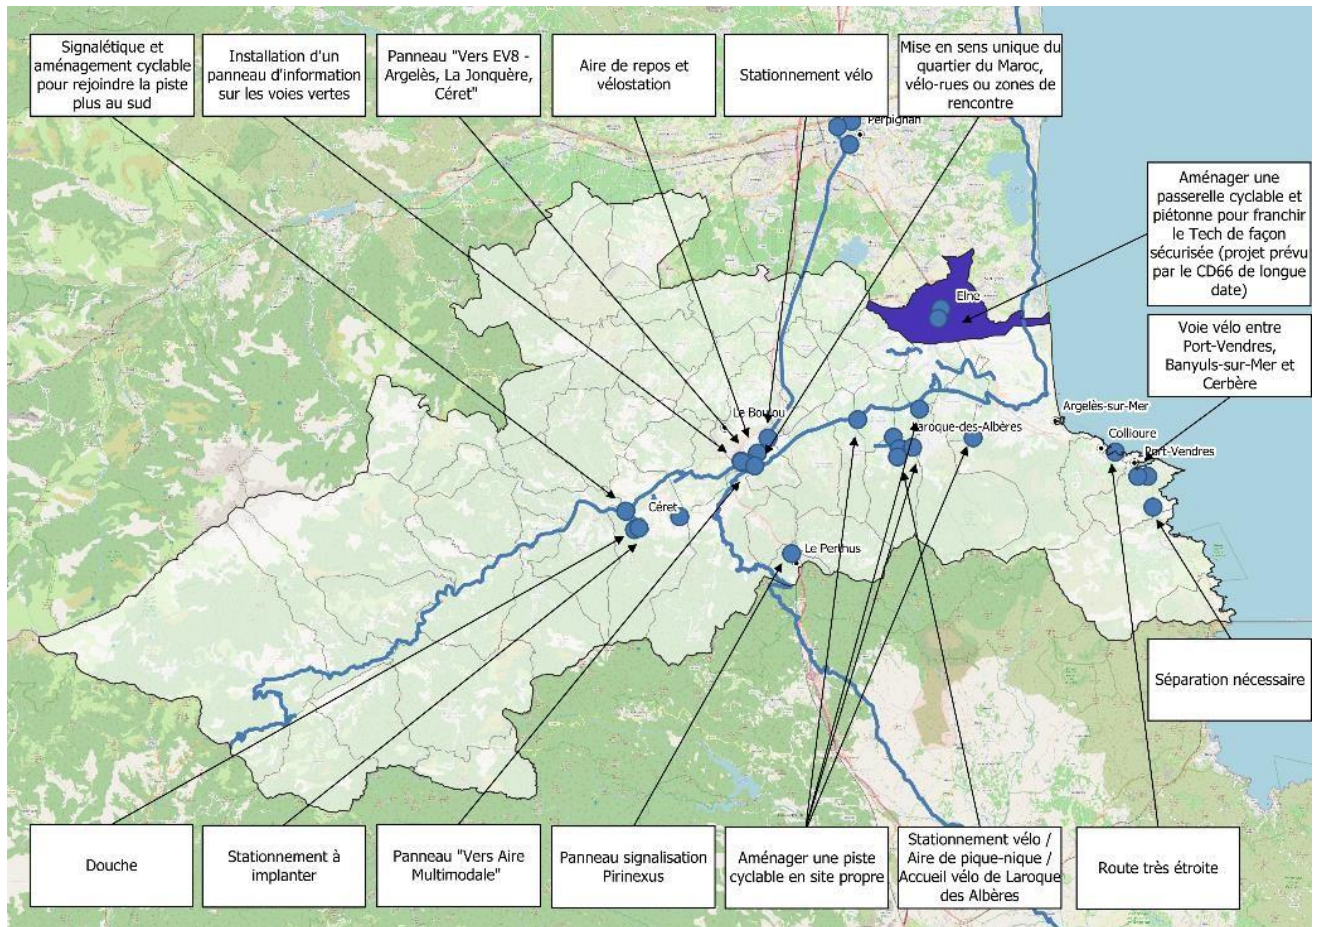 Signalétique et
aménagement cyclable
pour rejoindre la piste
plus au sud
Installation d'un
panneau d'information
sur les voies vertes
Panneau "Vers EV8 -
Argelès, La Jonquère,
Céret"
Aire de repos et
vélostation
Stationnement vélo
Mise en sens unique du
quartier du Maroc,
vélo-rues ou zones de
rencontre
Perpignan
Aménager une
passerelle cyclable et
piétonne pour franchir
le Tech de façon
sécurisée (projet prévu
par le CD66 de longue
date)
Elne
Voie vélo entre
Port-Vendres,
Banyuls-sur-Mer et
Cerbère
Le Boulou
Argelès-sur-Mer
Laroque-des-Albères
Collioure
Port-Vendres
Céret
Le Perthus
Séparation nécessaire
Douche
Stationnement à
implanter
Panneau "Vers Aire
Multimodale"
Panneau signalisation
Pirinexus
Aménager une piste
cyclable en site propre
Stationnement vélo /
Aire de pique-nique /
Accueil vélo de Laroque
des Albères
Route très étroite